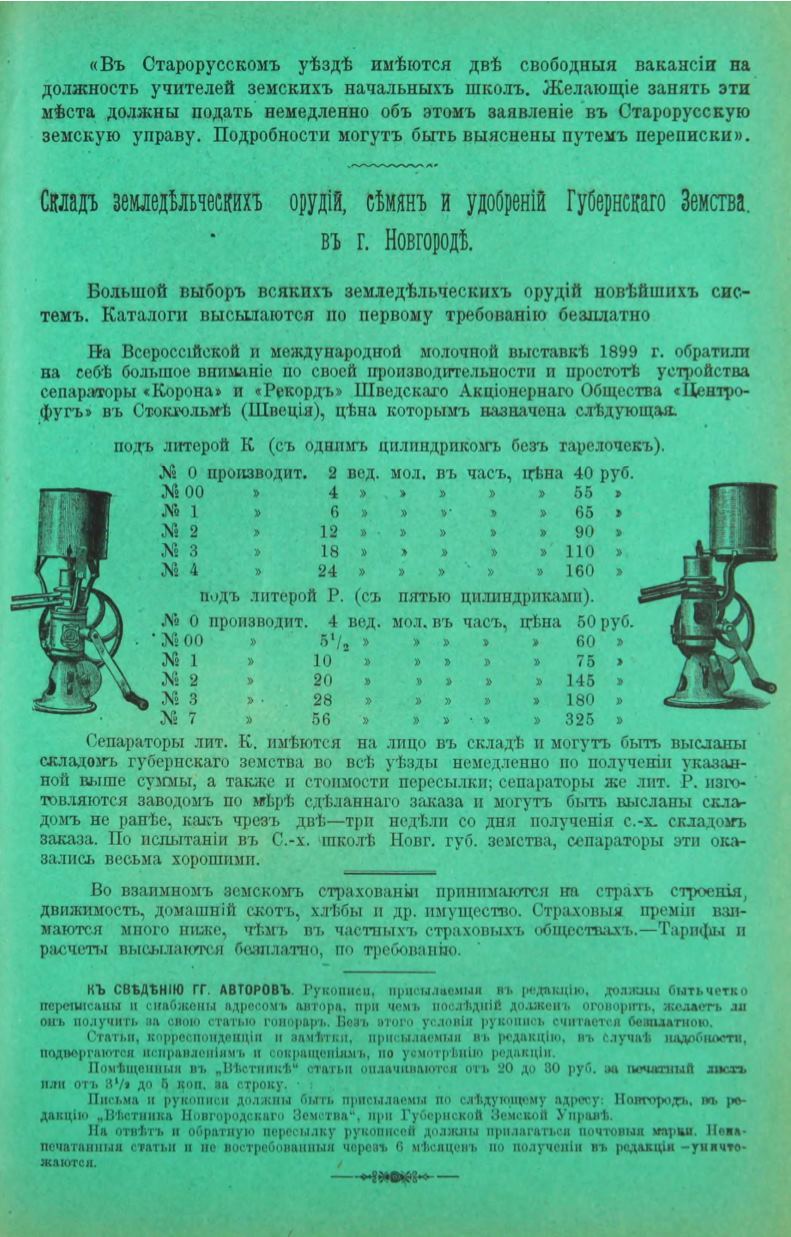 «Въ Старорусскомъ уѣздѣ имѣются двѣ свободныя вакансіи на
должность учителей земскихъ начальныхъ школъ. Желающіе занять эти
мѣста должны подать немедленно объ этомъ заявленіе въ Старорусскую
земскую управу. Подробности могутъ быть выяснены путемъ переписки».
Складъ земледѣльческихъ орудій, сѣмянъ и удобреній Губернскаго Земства.
въ г. Новгородѣ.
Большой выборъ всякихъ земледѣльческихъ орудій новѣйшихъ сис-
темъ. Каталоги высылаются по первому требованію безплатно
На Всероссійской и международной молочной выставкѣ 1899 г. обратили
на себѣ большое вниманіе по своей производительности и простотѣ устройства
сепараторы «Корона» и «Рекордъ» Шведскаго Акціонернаго Общества «Центро-
фугъ» въ Стокгольмѣ (Швеція), цѣна которымъ назначена слѣдующая.
подъ литерой К (съ однимъ цилиндрикомъ безъ тарелочекъ).
№ 0 производит. 2 вед. мол. въ часъ, цѣна 40 руб.
№ 00 » 4 » » » » » 55 »
№ 1 » 6 » » » » » 65 »
№ 2 » 12 » » » » » 90 »
№ 3 » 18 » » » » » 110 »
№ 4 » 24 » » » » » 160 »
подъ литерой Р. (съ пятью цилиндриками).
№ 0 производит. 4 вед. мол. въ часъ, цѣна 50 руб.
№ 00 » 5½ » » » » » 60 »
№ 1 » 10 » » » » » 75 »
№ 2 » 20 » » » » » 145 »
№ 3 » 28 » » » » » 180 »
№ 7 » 56 » » » » » 325 »
Сепараторы лит. К. имѣются на лицо въ складѣ и могутъ быть высланы
складомъ губернскаго земства во всѣ уѣзды немедленно по полученіи указан-
ной выше суммы, а также и стоимости пересылки; сепараторы же лит. Р. изго-
товляются заводомъ по мѣрѣ сдѣланнаго заказа и могутъ быть высланы скла-
домъ не ранѣе, какъ чрезъ двѣ—три недѣли со дня полученія с.-х. складомъ
заказа. По испытаніи въ С.-х. школѣ Новг. губ. земства, сепараторы эти ока-
зались весьма хорошими.
Во взаимномъ земскомъ страхованіи принимаются на страхъ строенія,
движимость, домашній скотъ, хлѣбы и др. имущество. Страховыя преміи взи-
маются много ниже, чѣмъ въ частныхъ страховыхъ обществахъ.—Тарифы и
расчеты высылаются безплатно, по требованію.
КЪ СВѢДѢНІЮ ГГ. АВТОРОВЪ. Рукописи, присылаемыя въ редакцію, должны быть четко
переписаны и снабжены адресомъ автора, при чемъ послѣдній долженъ оговорить, желаетъ ли
онъ получить за свою статью гонораръ. Безъ этого условія рукопись считается безплатною.
Статьи, корреспонденціи и замѣтки, присылаемыя въ редакцію, въ случаѣ надобности,
подвергаются исправленіямъ и сокращеніямъ, по усмотрѣнію редакціи.
Помѣщенныя въ „Вѣстникѣ“ статьи оплачиваются отъ 20 до 30 руб. за печатный листъ
или отъ 3½ до 5 коп. за строку.
Письма и рукописи должны быть присылаемы по слѣдующему адресу: Новгородъ, въ ре-
дакцію „Вѣстника Новгородскаго Земства“, при Губернской Земской Управѣ.
На отвѣтъ и обратную пересылку рукописей должны прилагаться почтовыя марки. Нена-
печатанныя статьи и не востребованныя черезъ 6 мѣсяцевъ по полученіи въ редакціи—уничто-
жаются.